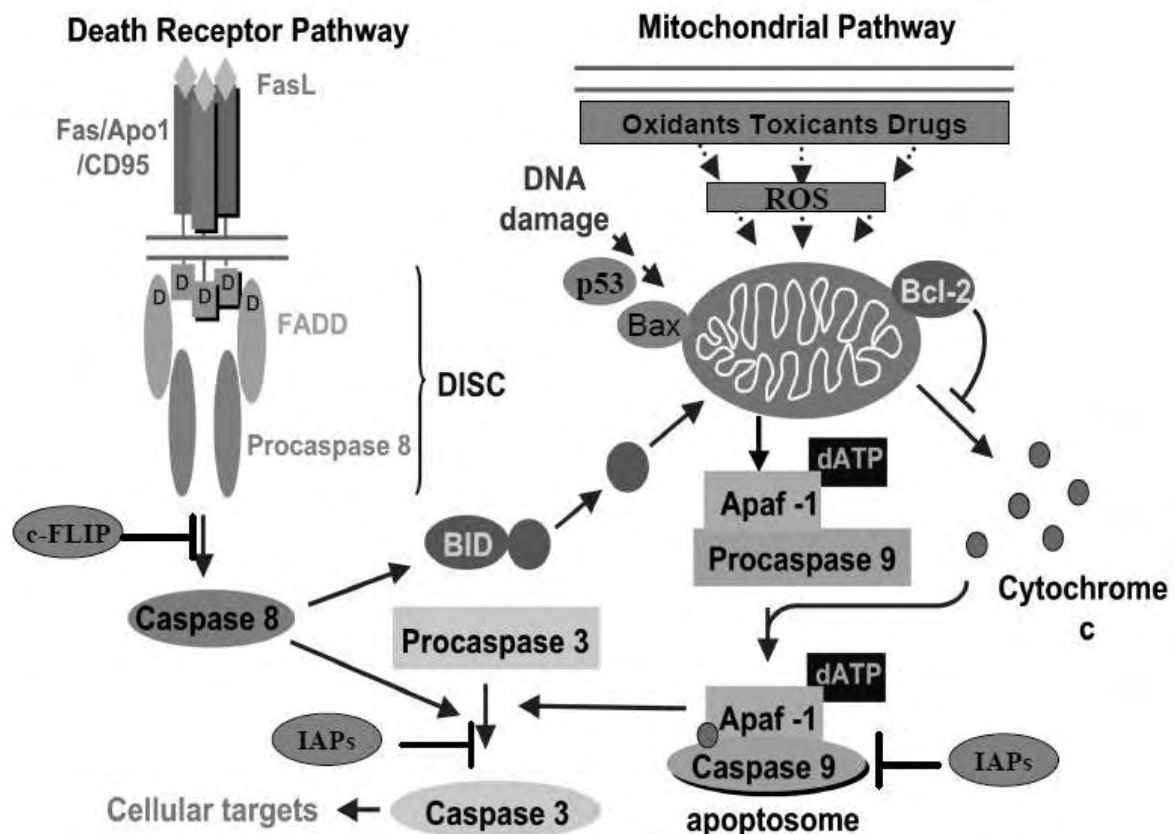 Death Receptor Pathway
FasL
Fas/Apo1
/CD95
D
D
D
D
D
FADD
Procaspase 8
DISC
c-FLIP
Caspase 8
BID
Procaspase 3
IAPs
Caspase 3
Cellular targets
Mitochondrial Pathway
Oxidants Toxicants Drugs
ROS
DNA
damage
p53
Bax
Bcl-2
dATP
Apaf -1
Procaspase 9
Cytochrome
c
dATP
Apaf -1
Caspase 9
apoptosome
IAPs